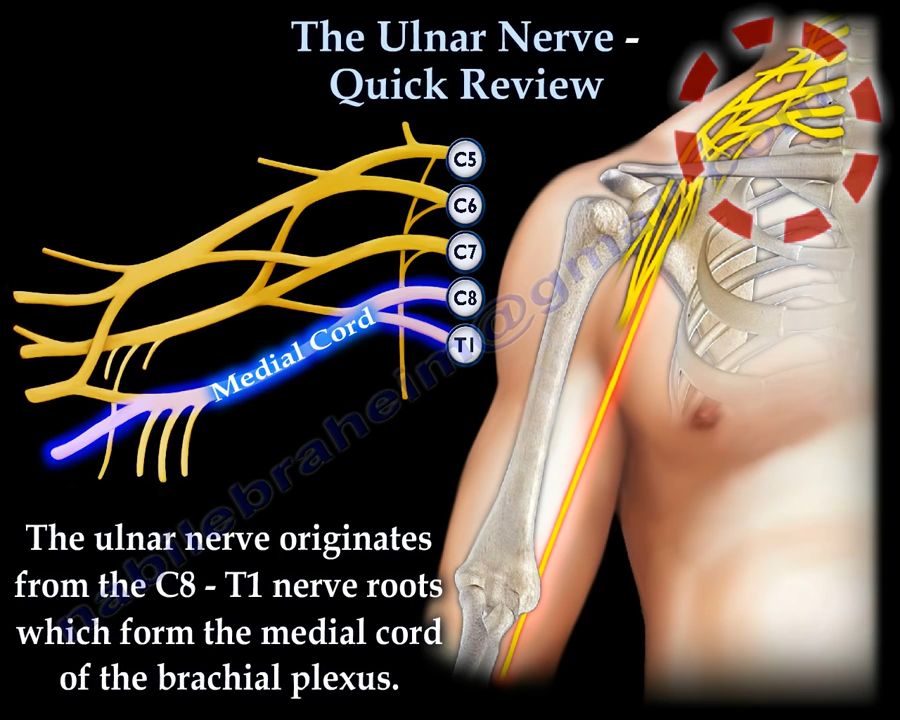 The Ulnar Nerve -
Quick Review
C5
C6
C7
C8
T1
Medial Cord
The ulnar nerve originates
from the C8 - T1 nerve roots
which form the medial cord
of the brachial plexus.